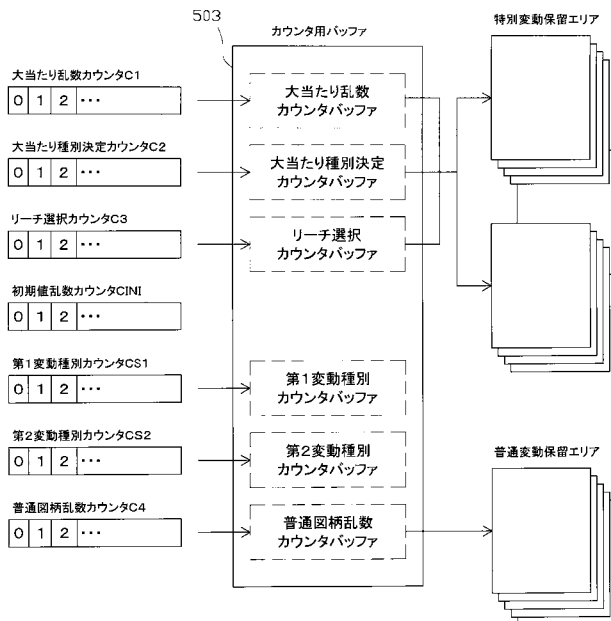 503
カウンタ用バッファ
特別変動保留エリア
大当たり乱数カウンタC1
0 1 2 ･･･
大当たり乱数
カウンタバッファ
大当たり種別決定カウンタC2
0 1 2 ･･･
大当たり種別決定
カウンタバッファ
リーチ選択カウンタC3
0 1 2 ･･･
リーチ選択
カウンタバッファ
初期値乱数カウンタCINI
0 1 2 ･･･
第1変動種別カウンタCS1
0 1 2 ･･･
第1変動種別
カウンタバッファ
第2変動種別カウンタCS2
0 1 2 ･･･
第2変動種別
カウンタバッファ
普通変動保留エリア
普通図柄乱数カウンタC4
0 1 2 ･･･
普通図柄乱数
カウンタバッファ